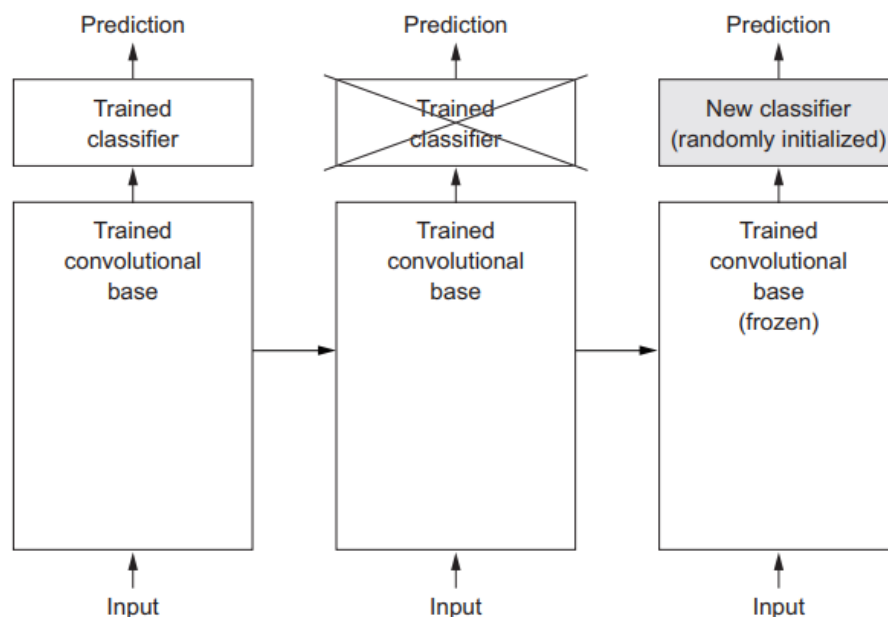 Prediction
Trained
classifier
Trained
convolutional
base
Input
Prediction
Trained
classifier
Trained
convolutional
base
Input
Prediction
New classifier
(randomly initialized)
Trained
convolutional
base
(frozen)
Input